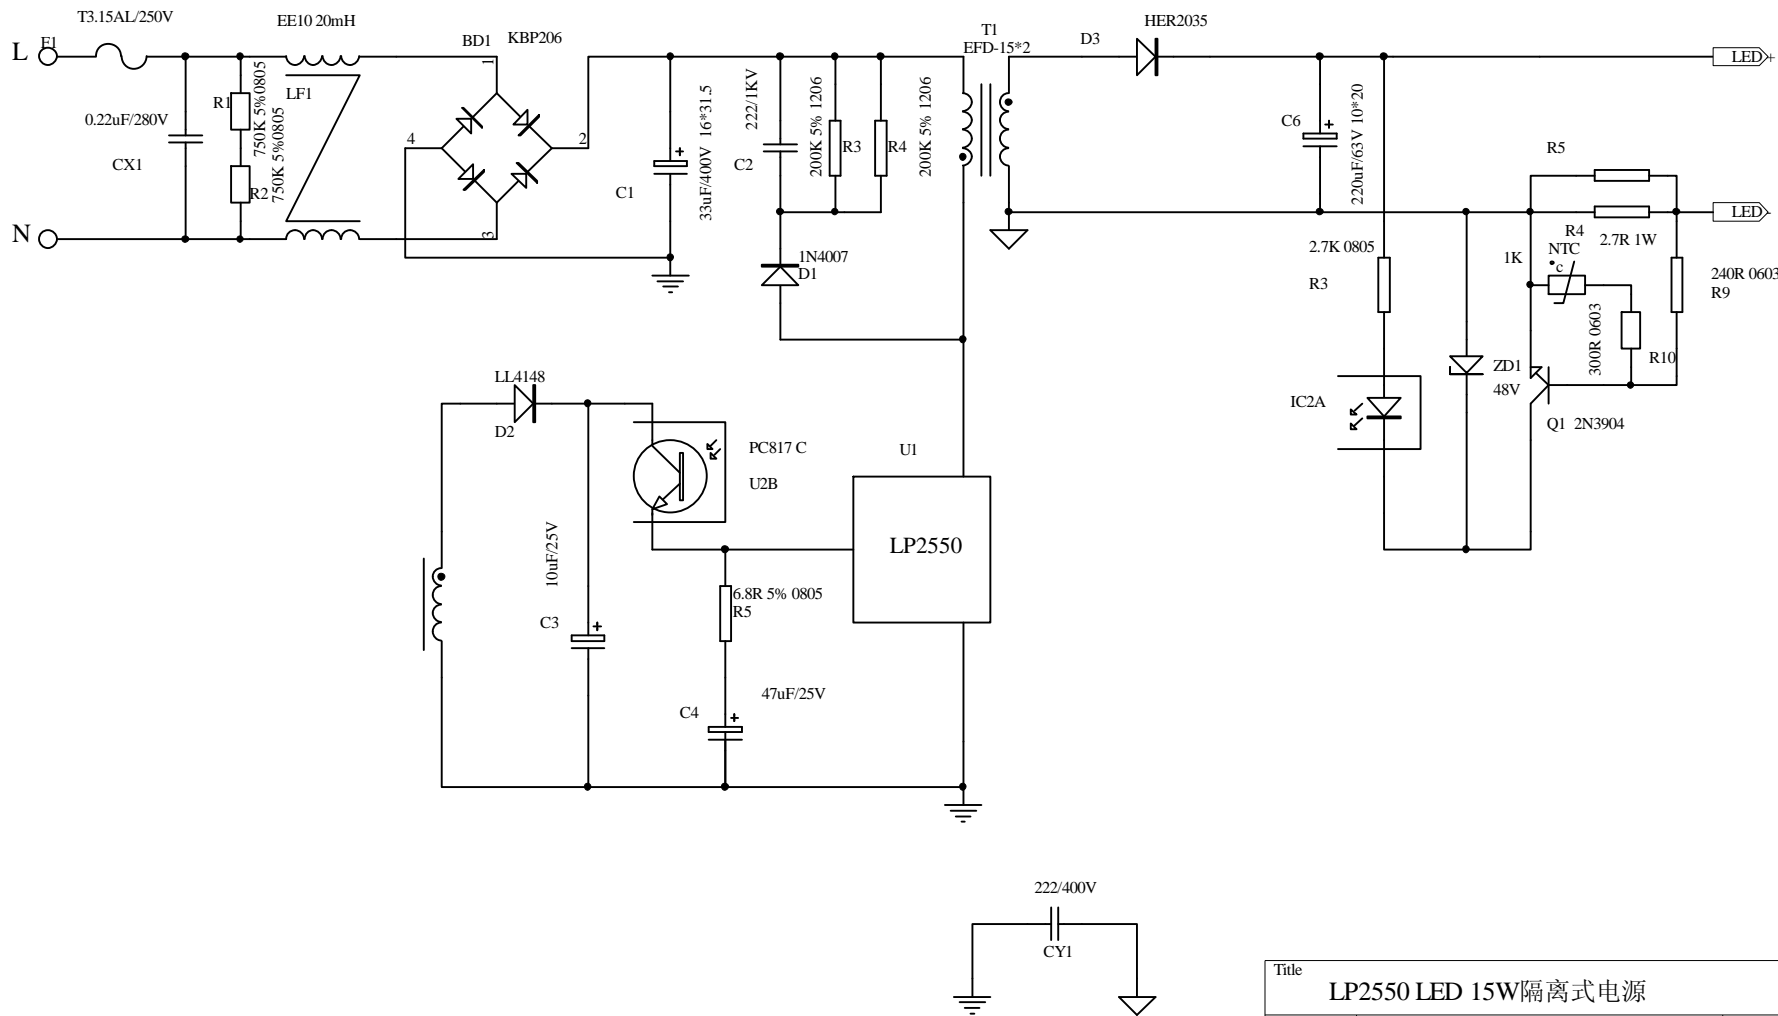 T3.15AL/250V
EE10 20mH
BD1
KBP206
T1
EFD-15*2
D3
HER2035
L
F1
LED+
LF1
1
R1
750K 5%0805
750K 5%0805
R2
0.22uF/280V
CX1
4
2
3
N
C1
33uF/400V 16*31.5
222/1KV
C2
200K 5% 1206
R3
R4
200K 5% 1206
C6
220uF/63V 10*20
R5
LED-
R4
2.7R 1W
1N4007
D1
2.7K 0805
R3
1K
NTC
°c
240R 0603
R9
300R 0603
R10
ZD1
48V
IC2A
Q1 2N3904
LL4148
D2
PC817 C
U2B
U1
LP2550
10uF/25V
C3
6.8R 5% 0805
R5
47uF/25V
C4
222/400V
CY1
Title
LP2550 LED 15W隔离式电源